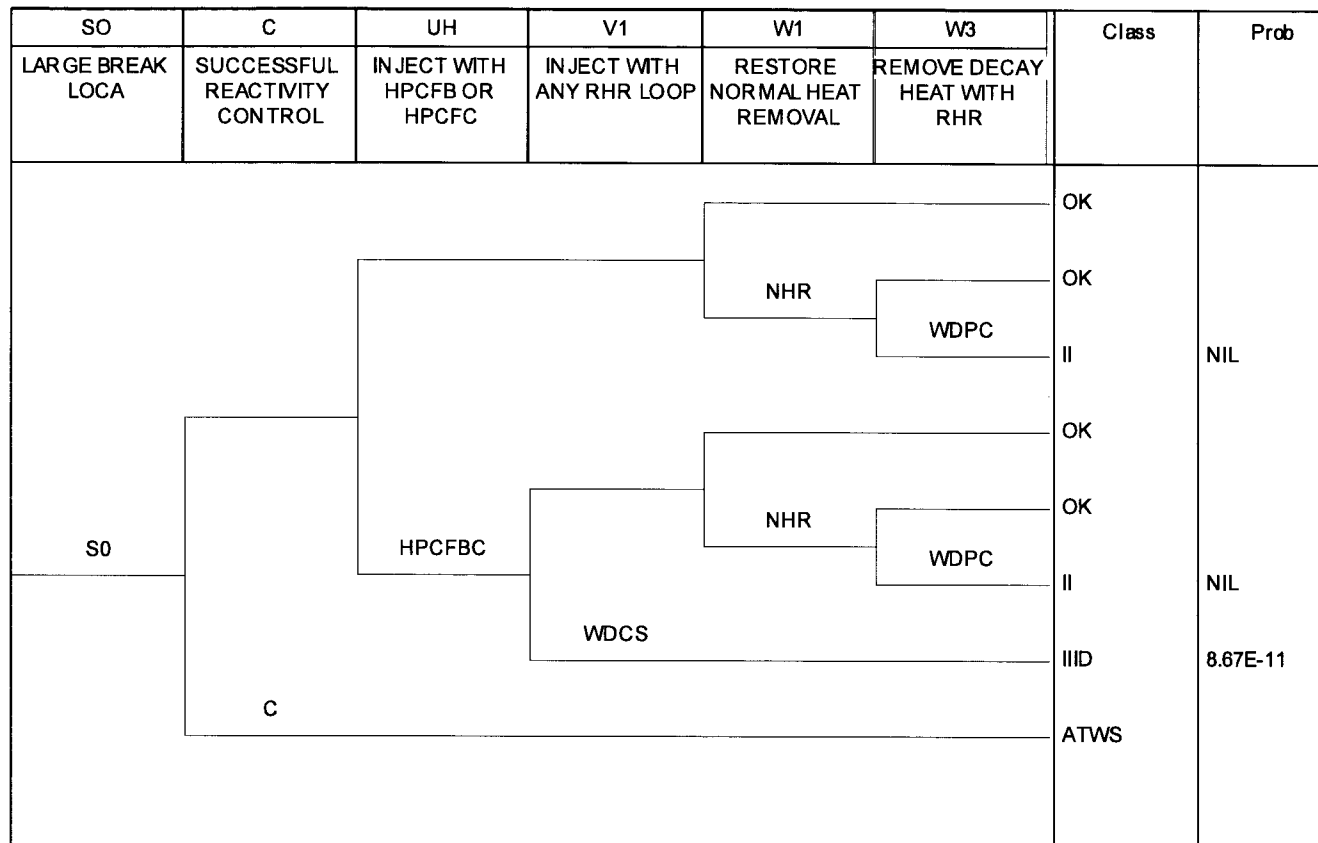 SO C UH V1 W1 W3 Class Prob
LARGE BREAK LOCA
SUCCESSFUL REACTIVITY CONTROL
INJECT WITH HPCFB OR HPCFC
INJECT WITH ANY RHR LOOP
RESTORE NORMAL HEAT REMOVAL
REMOVE DECAY HEAT WITH RHR
OK
NHR
OK
WDPC
II NIL
OK
NHR
OK
S0
HPCFBC
WDPC
II NIL
WDCS
IIID 8.67E-11
C
ATWS